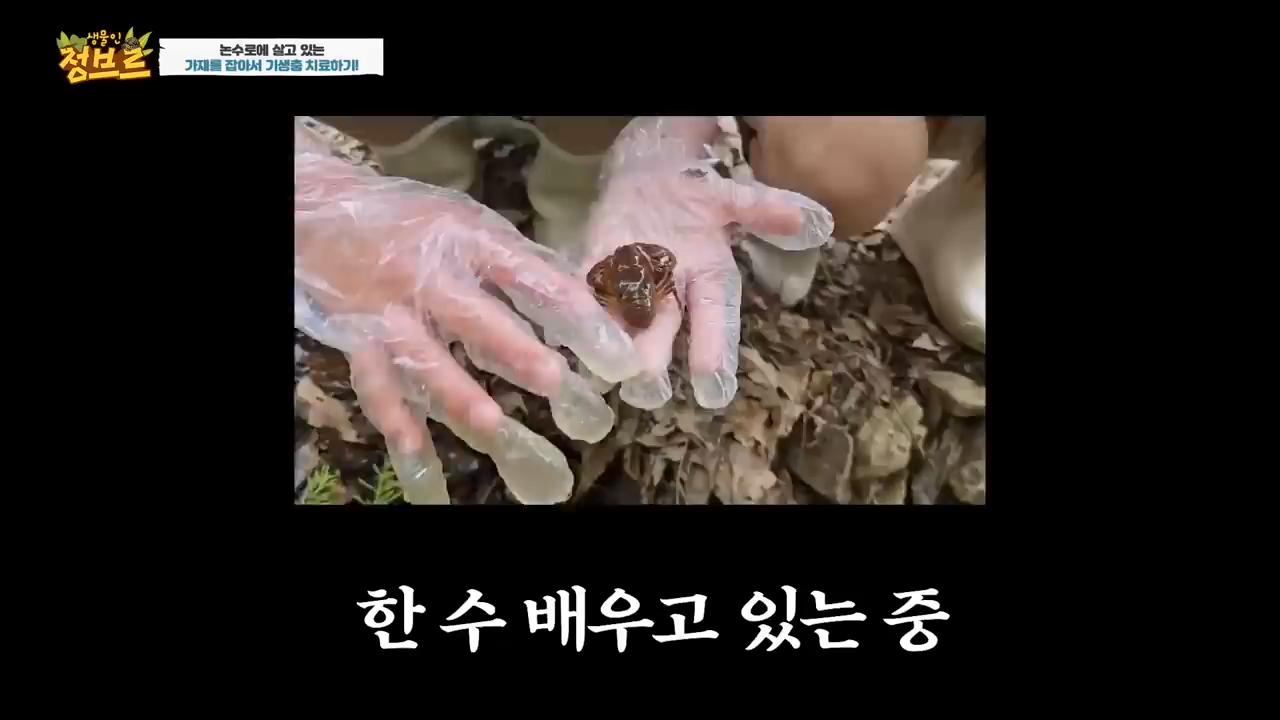 생물인
정브르
논수로에 살고 있는
가재를 잡아서 기생충 치료하기!
한 수 배우고 있는 중